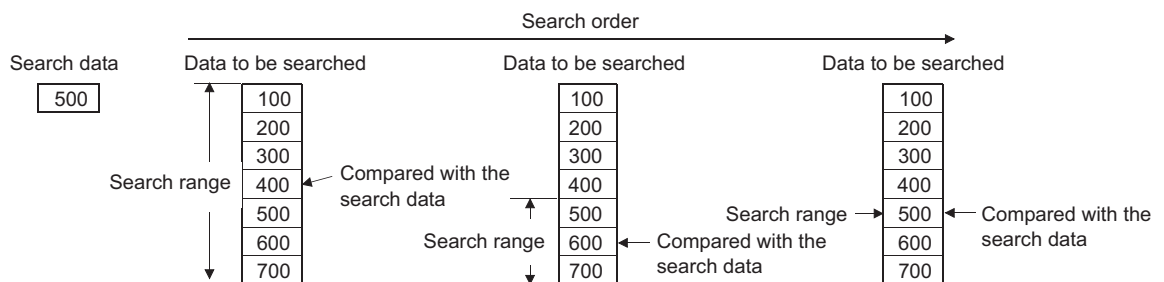 Search order
Search data
500
Data to be searched
100
200
300
400
500
600
700
Search range
Compared with the
search data
Data to be searched
100
200
300
400
500
600
700
Search range
Compared with the
search data
Data to be searched
100
200
300
400
500
600
700
Search range
Compared with the
search data